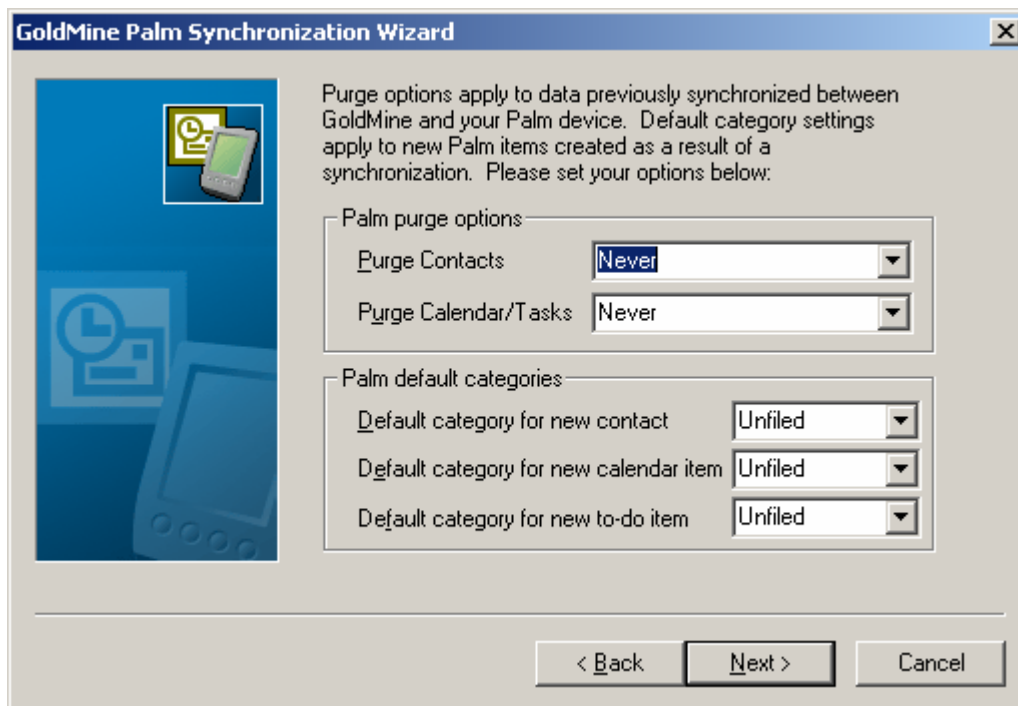 GoldMine Palm Synchronization Wizard
Purge options apply to data previously synchronized between
GoldMine and your Palm device.  Default category settings
apply to new Palm items created as a result of a
synchronization.  Please set your options below:
Palm purge options
Purge Contacts Never
Purge Calendar/Tasks Never
Palm default categories
Default category for new contact Unfiled
Default category for new calendar item Unfiled
Default category for new to-do item Unfiled
< Back Next > Cancel